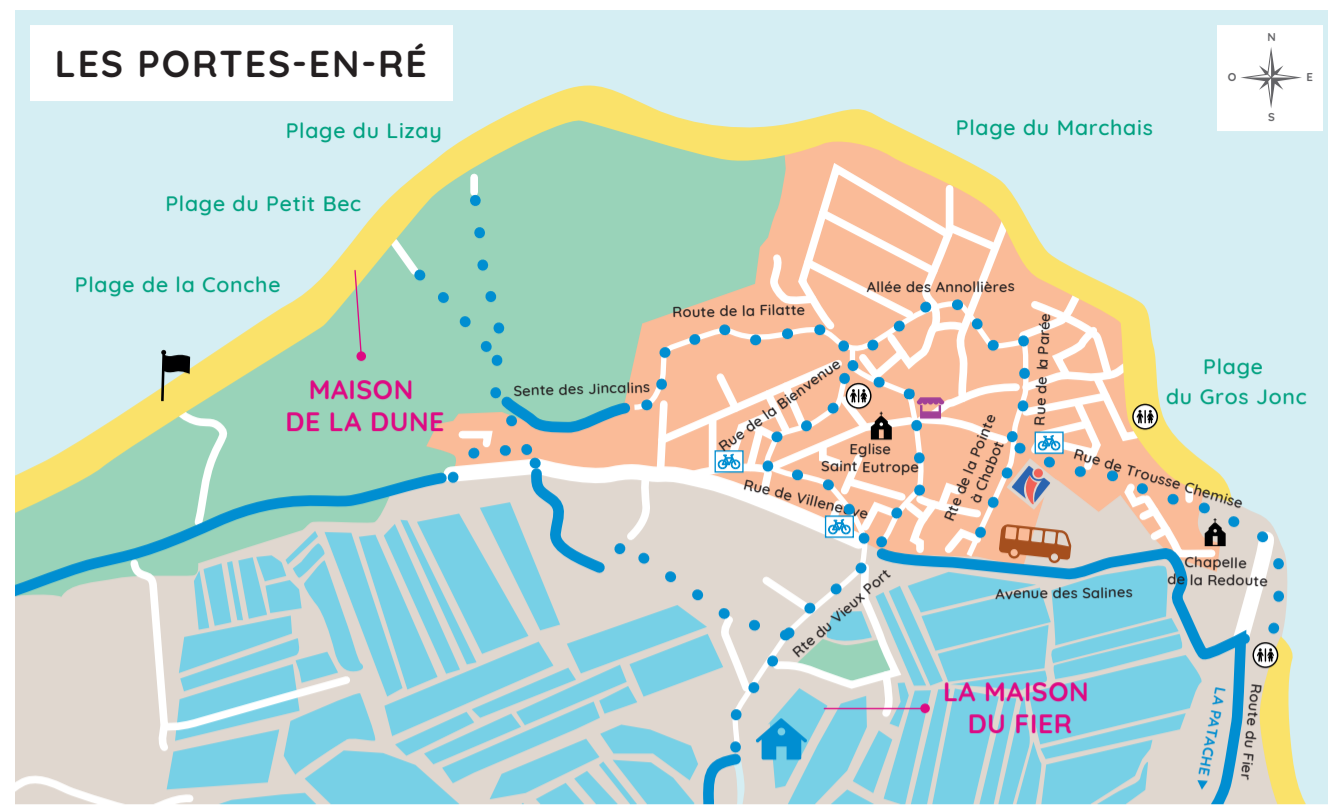 LES PORTES-EN-RÉ
N
O
E
S
Plage du Lizay
Plage du Marchais
Plage du Petit Bec
Plage de la Conche
Allée des Annollières
Route de la Filatte
Rue de la Parée
Plage
du Gros Jonc
MAISON
DE LA DUNE
Sente des Jincalins
Rue de la Bienvenue
Eglise
Saint Eutrope
Rte de la Pointe
à Chabot
Rue de Trousse Chemise
Rue de Villeneuve
Chapelle
de la Redoute
Avenue des Salines
Rte du Vieux Port
LA MAISON
DU FIER
LA PATACHE
Route du Fier